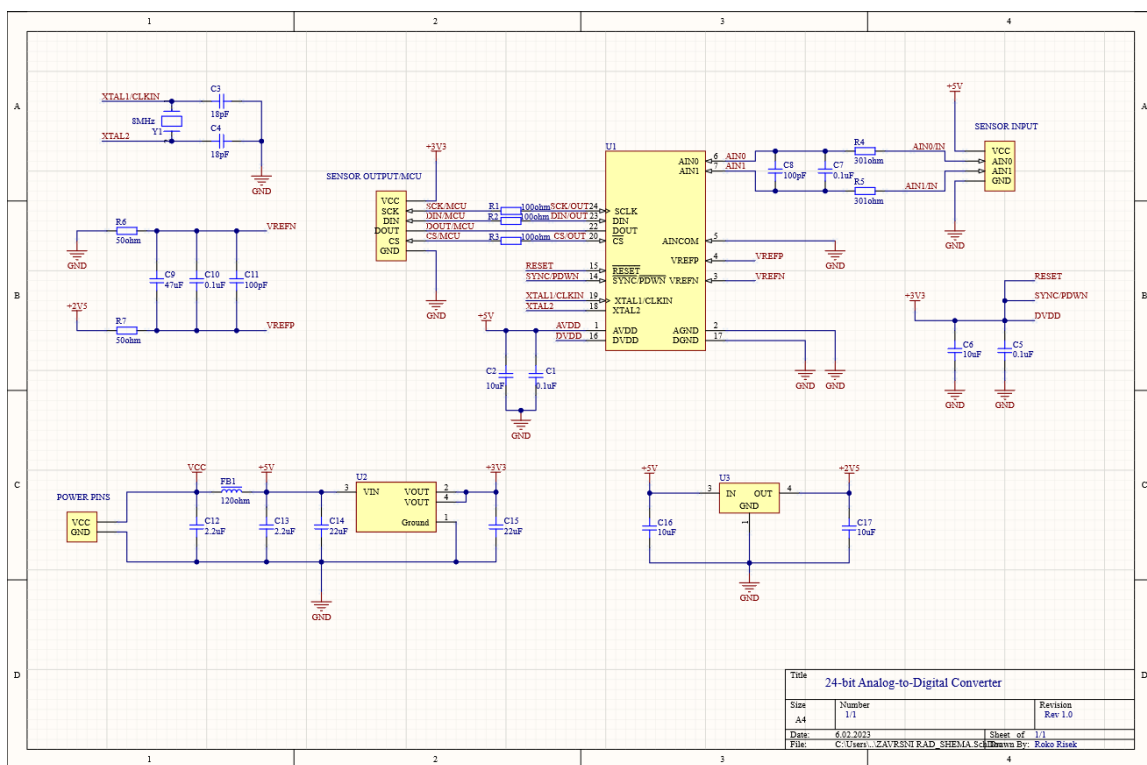 1 2 3 4
A A
B B
C C
D D
XTAL1/CLKIN
8MHz
Y1
XTAL2
C3
18pF
C4
18pF
GND
SENSOR OUTPUT/MCU
+3V3
VCC
SCK
DIN
DOUT
CS
GND
SCK/MCU
DIN/MCU
DOUT/MCU
CS/MCU
R1 100ohm
R2 100ohm
R3 100ohm
SCK/OUT 24
DIN/OUT 23
22
CS/OUT 20
GND
RESET 15
SYNC/PDWN 14
XTAL1/CLKIN 19
XTAL2 18
AVDD 1
DVDD 16
U1
SCLK
DIN
DOUT
CS
RESET
SYNC/PDWN
XTAL1/CLKIN
XTAL2
AVDD
DVDD
AIN0
AIN1
AINCOM
VREFP
VREFN
AGND
DGND
6 AIN0
7 AIN1
5
4 VREFP
3 VREFN
2
17
GND
GND GND
+5V
C2
10uF
C1
0.1uF
GND
C8
100pF
C7
0.1uF
R4
301ohm
R5
301ohm
AIN0/IN
AIN1/IN
+5V
SENSOR INPUT
VCC
AIN0
AIN1
GND
GND
R6
50ohm
GND
VREFN
C9
47uF
C10
0.1uF
C11
100pF
+2V5
R7
50ohm
VREFP
+3V3
RESET
SYNC/PDWN
DVDD
C6
10uF
C5
0.1uF
GND GND
POWER PINS
VCC
GND
VCC
FB1
120ohm
+5V
C12
2.2uF
C13
2.2uF
C14
22uF
U2
3 VIN
VOUT 2
VOUT 4
Ground 1
+3V3
C15
22uF
GND
+5V
U3
3 IN OUT 4
GND
1
+2V5
C16
10uF
C17
10uF
GND
Title
24-bit Analog-to-Digital Converter
Size Number Revision
A4 1/1 Rev 1.0
Date: 6.02.2023 Sheet of 1/1
File: C:\Users\...\ZAVRSNI RAD_SHEMA.Sch Drawn By: Roko Risek
1 2 3 4